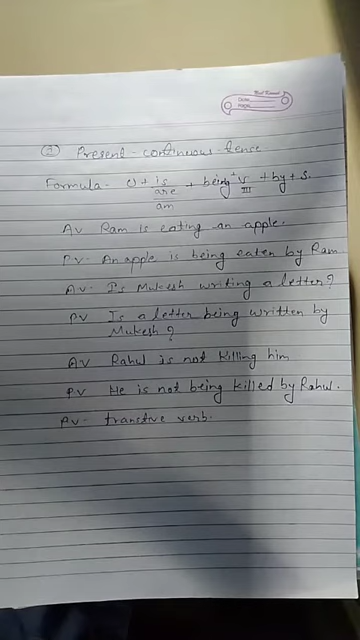 ② Present continuous tense.
Formula - O + is + being + V + by + S.
are III
am
AV Ram is eating an apple.
PV - An apple is being eaten by Ram
AV - Is Mukesh writing a letter?
PV Is a letter being written by
Mukesh?
AV Rahul is not killing him
PV He is not being killed by Rahul.
PV - transtive verb.